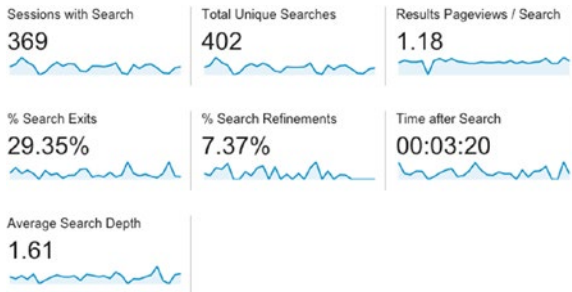 Sessions with Search
369
Total Unique Searches
402
Results Pageviews / Search
1.18
% Search Exits
29.35%
% Search Refinements
7.37%
Time after Search
00:03:20
Average Search Depth
1.61